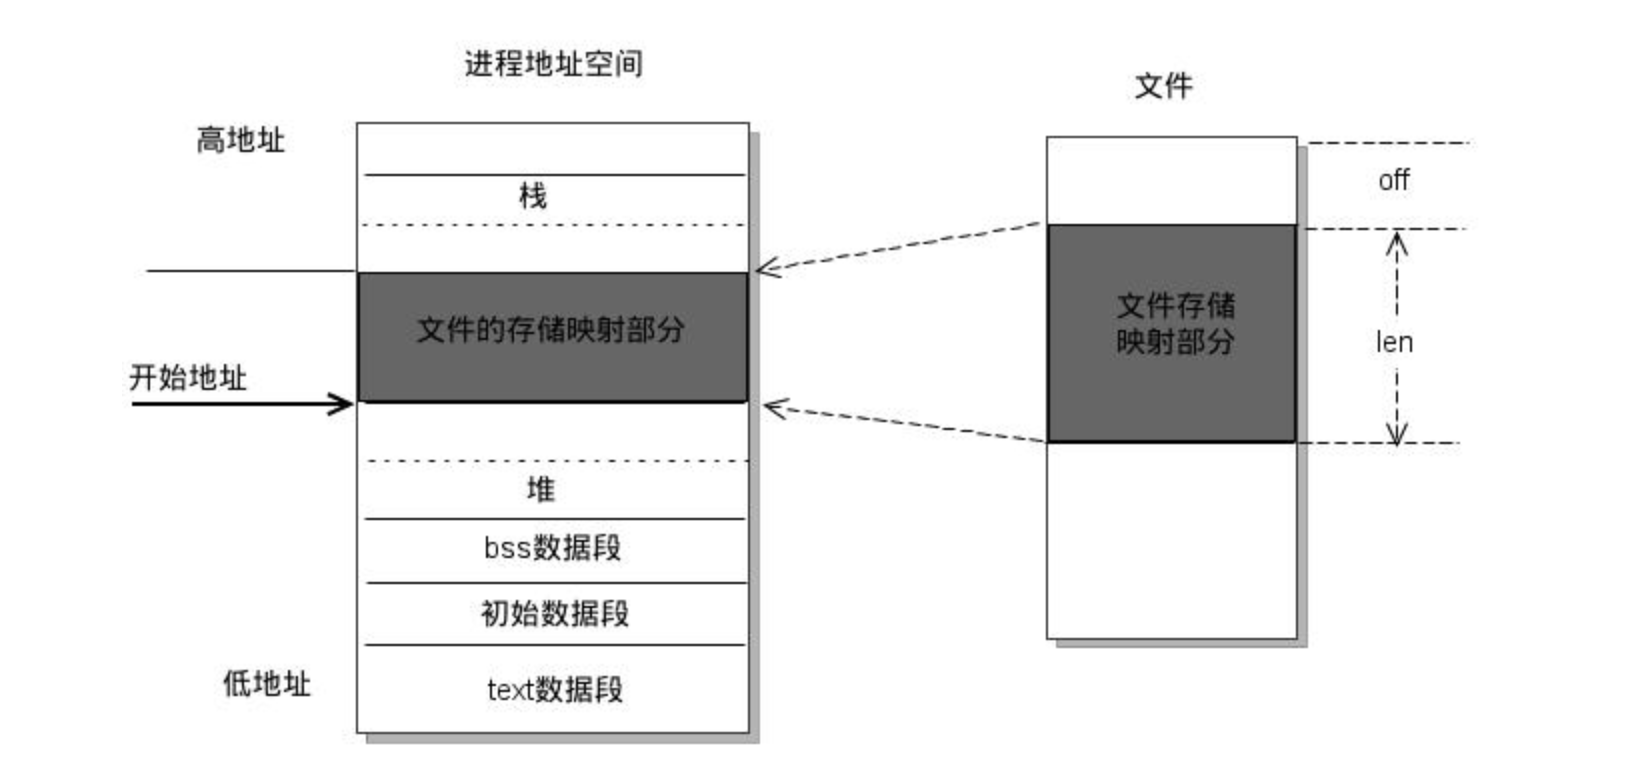 进程地址空间
文件
高地址
栈
off
文件的存储映射部分
文件存储
映射部分
len
开始地址
堆
bss数据段
初始数据段
低地址
text数据段